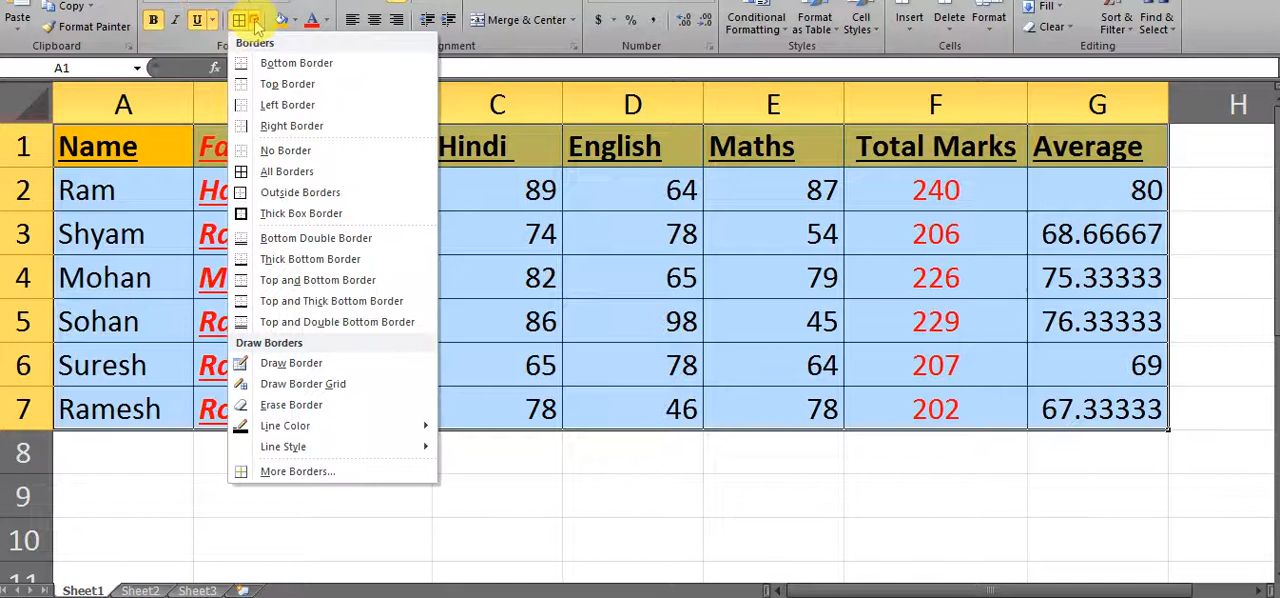 Paste
Copy
Format Painter
Clipboard
B I U
A
Merge & Center
$ % ,
Number
Conditional Formatting
Format as Table
Cell Styles
Styles
Insert
Delete
Format
Cells
Fill
Clear
Sort & Filter
Find & Select
Editing
A1
fx
Borders
Bottom Border
Top Border
Left Border
Right Border
No Border
All Borders
Outside Borders
Thick Box Border
Bottom Double Border
Thick Bottom Border
Top and Bottom Border
Top and Thick Bottom Border
Top and Double Bottom Border
Draw Borders
Draw Border
Draw Border Grid
Erase Border
Line Color
Line Style
More Borders...
A C D E F G H
1 Name Hindi English Maths Total Marks Average
2 Ram 89 64 87 240 80
3 Shyam 74 78 54 206 68.66667
4 Mohan 82 65 79 226 75.33333
5 Sohan 86 98 45 229 76.33333
6 Suresh 65 78 64 207 69
7 Ramesh 78 46 78 202 67.33333
8
9
10
11
Sheet1 Sheet2 Sheet3